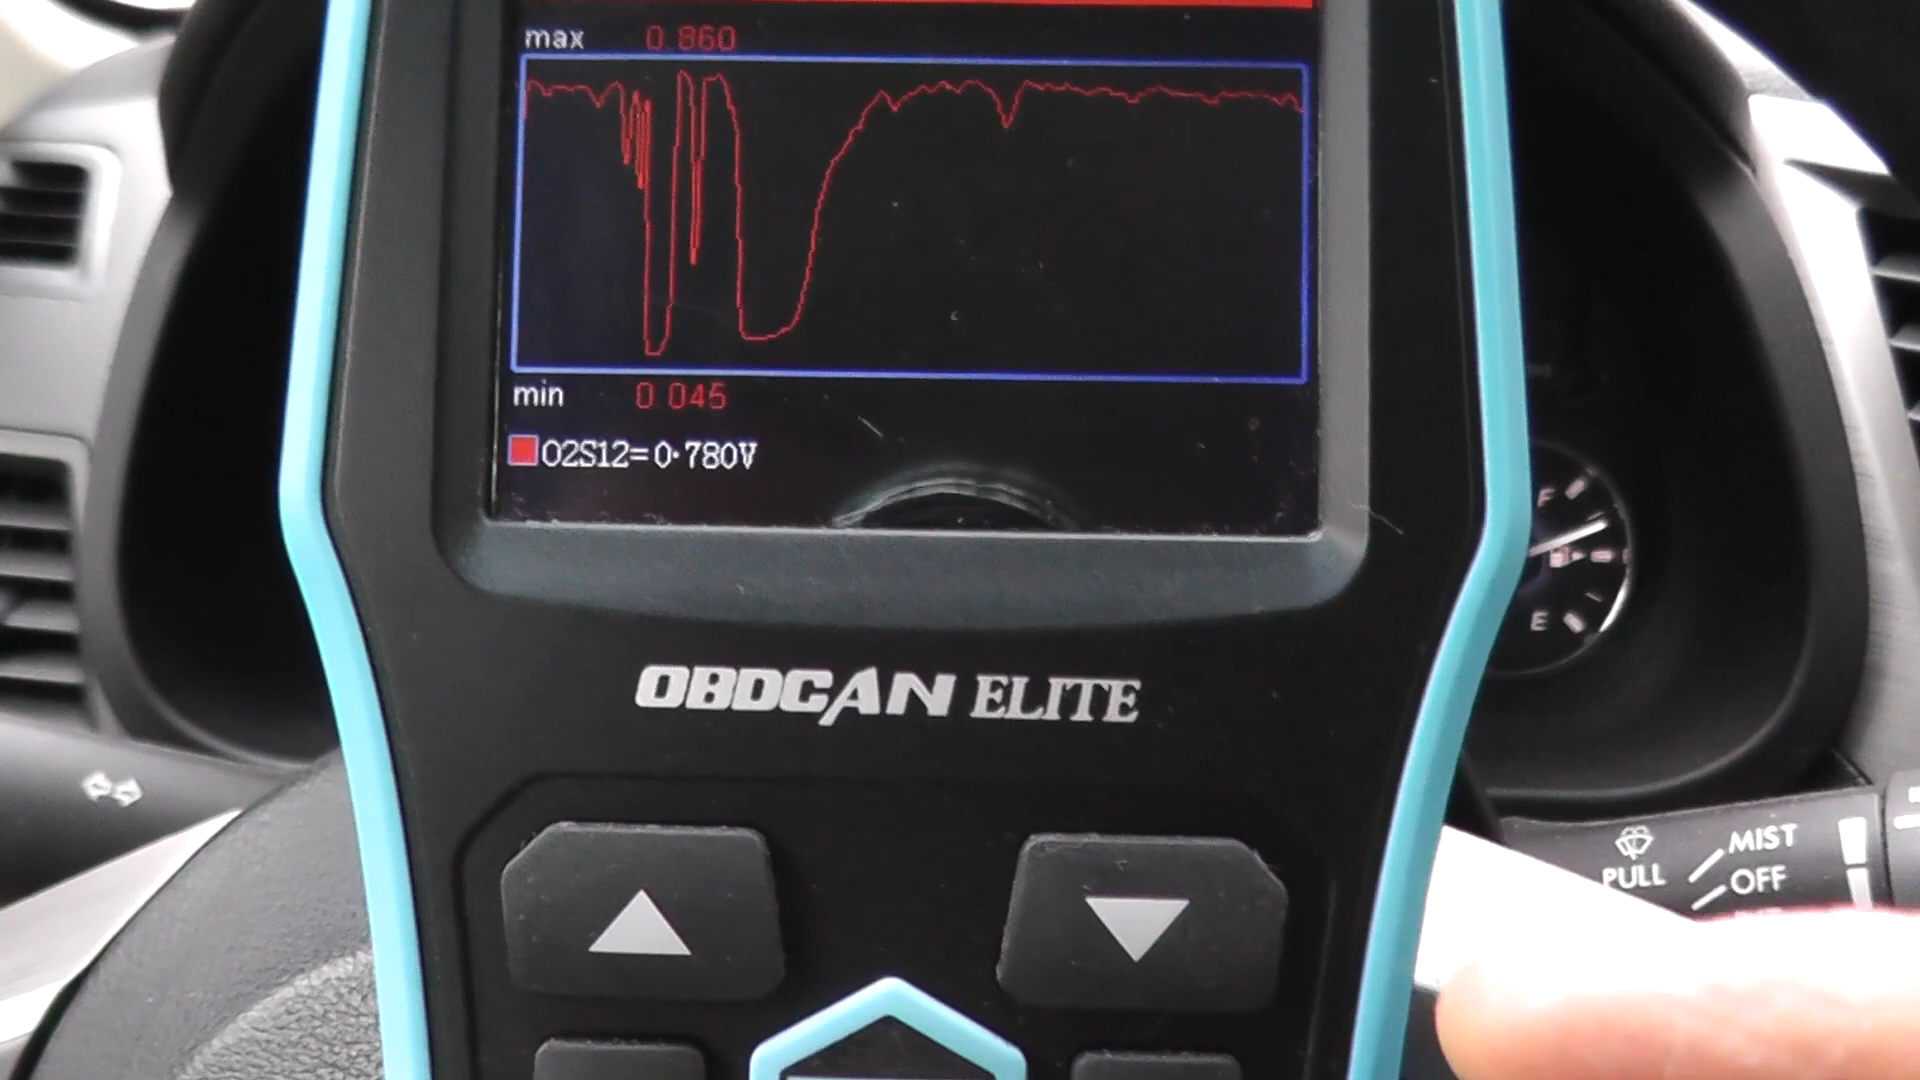 max 0.860
min 0.045
O2S12=0.780V
OBDCAN ELITE
F
E
MIST
PULL
OFF